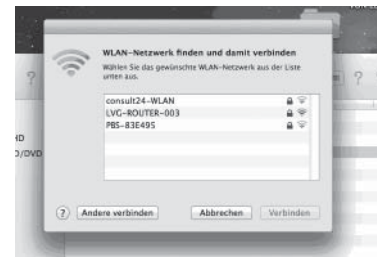 WLAN-Netzwerk finden und damit verbinden
Wählen Sie das gewünschte WLAN-Netzwerk aus der Liste
unten aus.
consult24-WLAN
LVG-ROUTER-003
PBS-83E495
?
?
HD
D/DVD
? Andere verbinden Abbrechen Verbinden